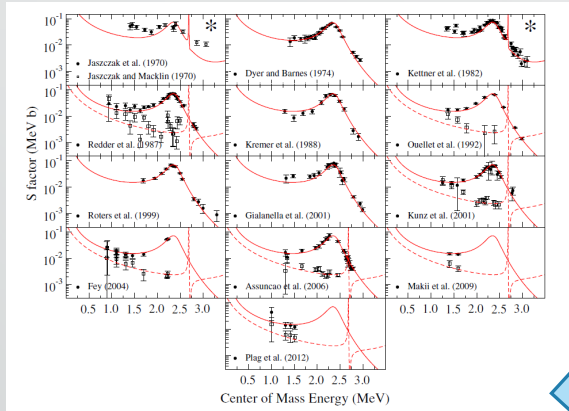 S factor (MeV b)
10-1
10-2
10-3
Jaszczak et al. (1970)
Jaszczak and Macklin (1970)
*
Dyer and Barnes (1974)
Kettner et al. (1982)
*
10-1
10-2
10-3
Redder et al. (1987)
Kremer et al. (1988)
Ouellet et al. (1992)
10-1
10-2
10-3
Roters et al. (1999)
Gialanella et al. (2001)
Kunz et al. (2001)
10-1
10-2
10-3
Fey (2004)
Assuncao et al. (2006)
Makii et al. (2009)
0.5 1.0 1.5 2.0 2.5 3.0
Plag et al. (2012)
0.5 1.0 1.5 2.0 2.5 3.0
0.5 1.0 1.5 2.0 2.5 3.0
Center of Mass Energy (MeV)